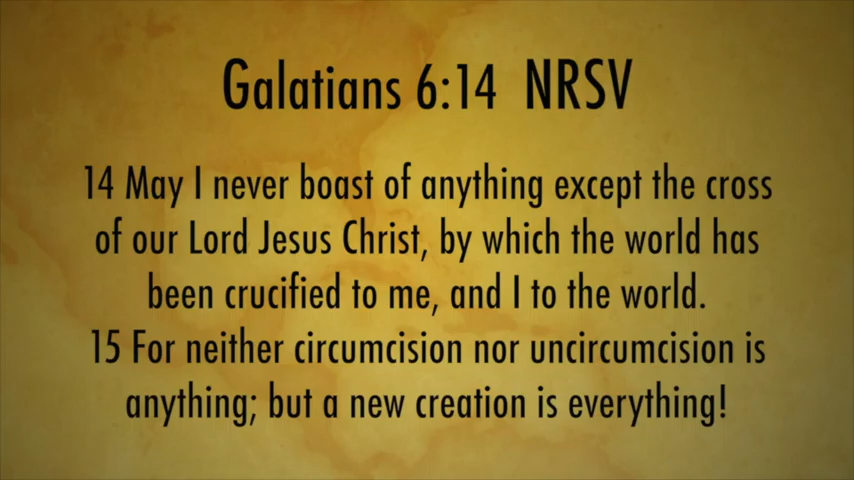 Galatians 6:14 NRSV
14 May I never boast of anything except the cross
of our Lord Jesus Christ, by which the world has
been crucified to me, and I to the world.
15 For neither circumcision nor uncircumcision is
anything; but a new creation is everything!